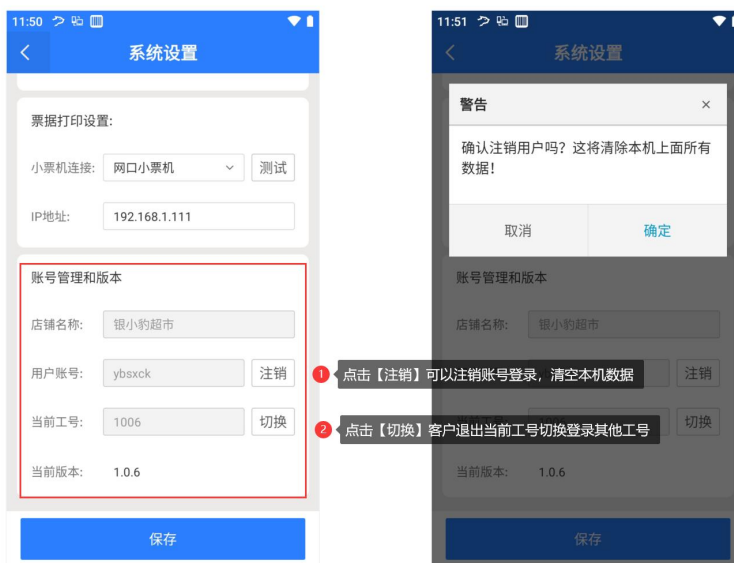 11:50
系统设置
票据打印设置:
小票机连接: 网口小票机 测试
IP地址: 192.168.1.111
账号管理和版本
店铺名称: 银小豹超市
用户账号: ybsxck 注销
当前工号: 1006 切换
当前版本: 1.0.6
保存
1 点击【注销】可以注销账号登录，清空本机数据
2 点击【切换】客户退出当前工号切换登录其他工号
11:51
系统设置
警告 ×
确认注销用户吗？这将清除本机上面所有
数据！
取消 确定
账号管理和版本
店铺名称: 银小豹超市
注销
切换
当前版本: 1.0.6
保存